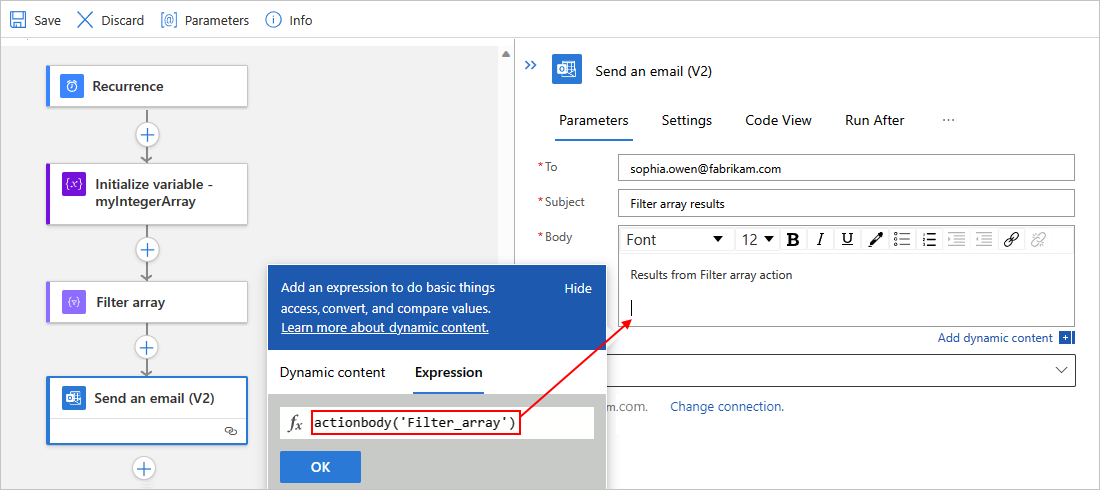 Save Discard [@] Parameters Info
Recurrence
{x} Initialize variable -
myIntegerArray
Filter array
Send an email (V2)
Add an expression to do basic things
access, convert, and compare values.
Learn more about dynamic content.
Hide
Dynamic content Expression
fx actionbody('Filter_array')
OK
Send an email (V2)
Parameters Settings Code View Run After ...
*To sophia.owen@fabrikam.com
*Subject Filter array results
*Body Font 12 B I U
Results from Filter array action
Add dynamic content
m.com. Change connection.